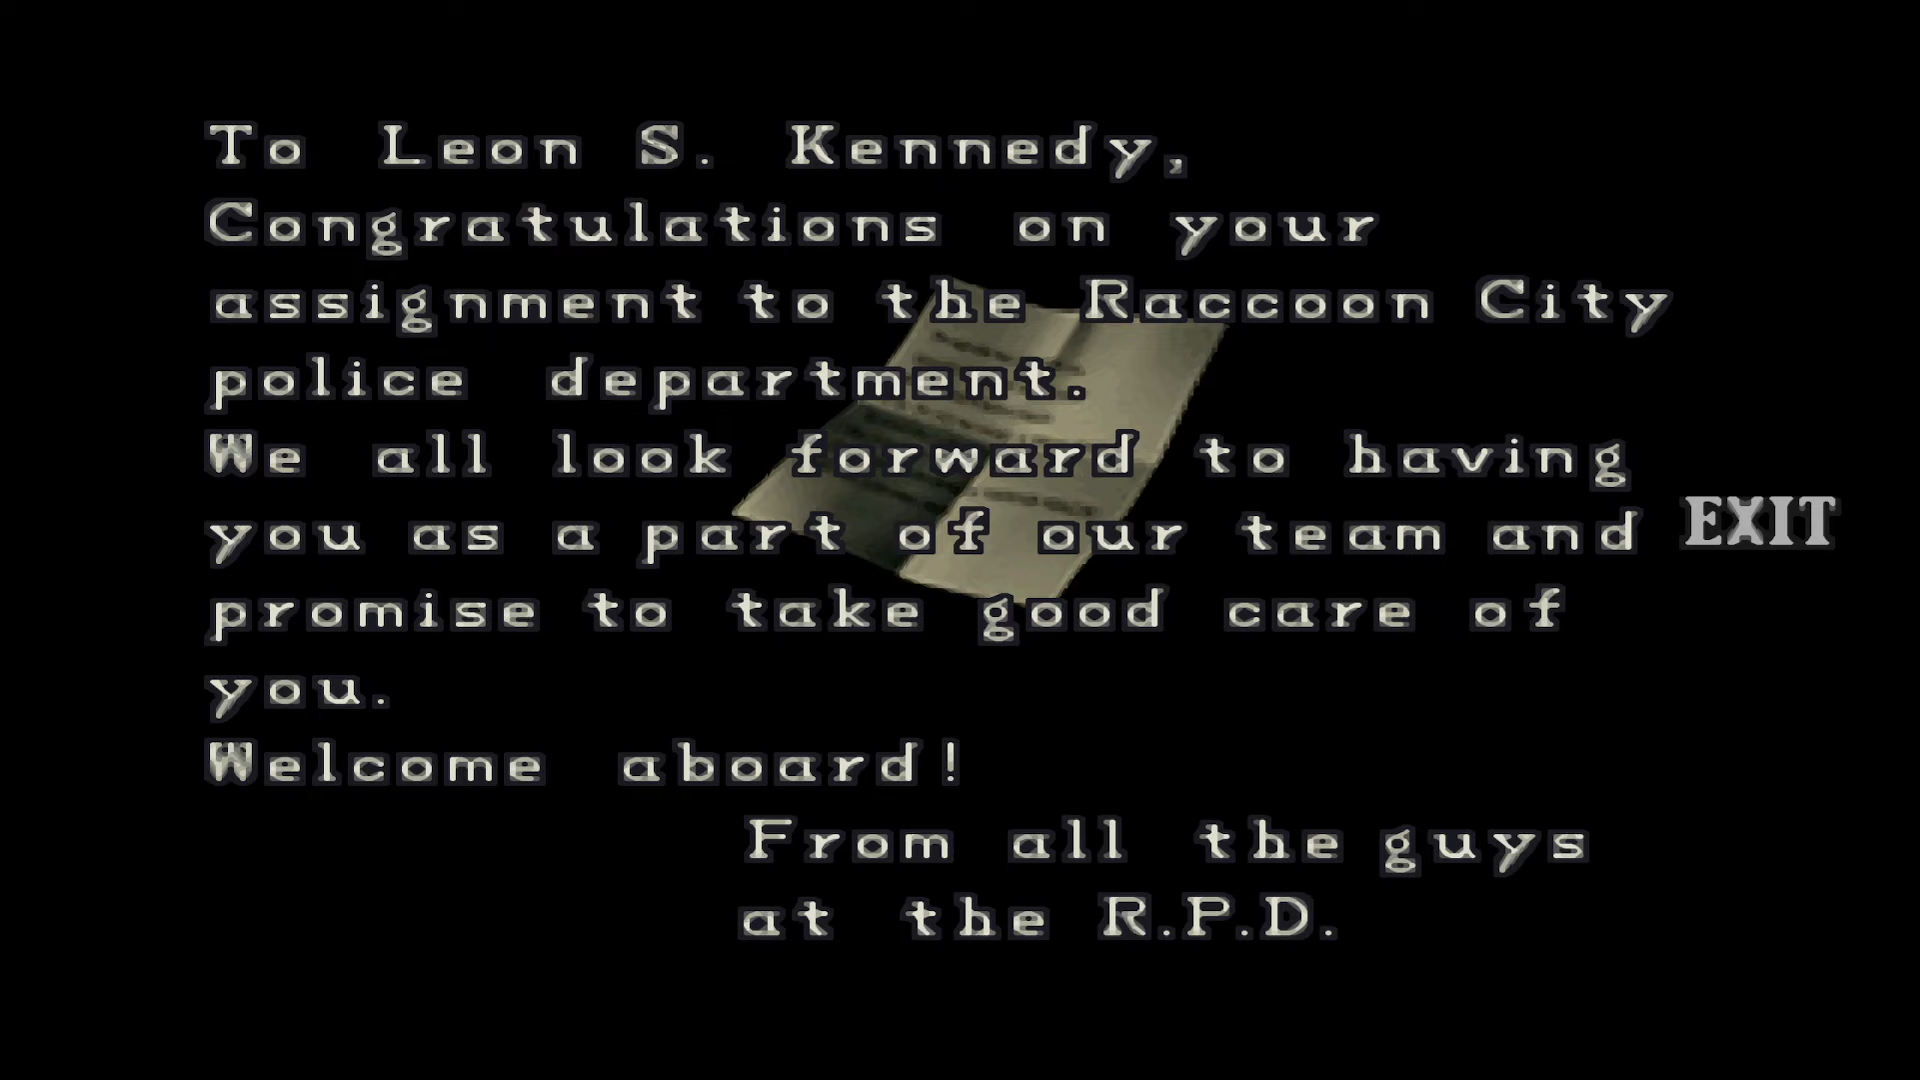 To Leon S. Kennedy,
Congratulations on your
assignment to the Raccoon City
police department.
We all look forward to having
you as a part of our team and
EXIT
promise to take good care of
you.
Welcome aboard!
From all the guys
at the R.P.D.